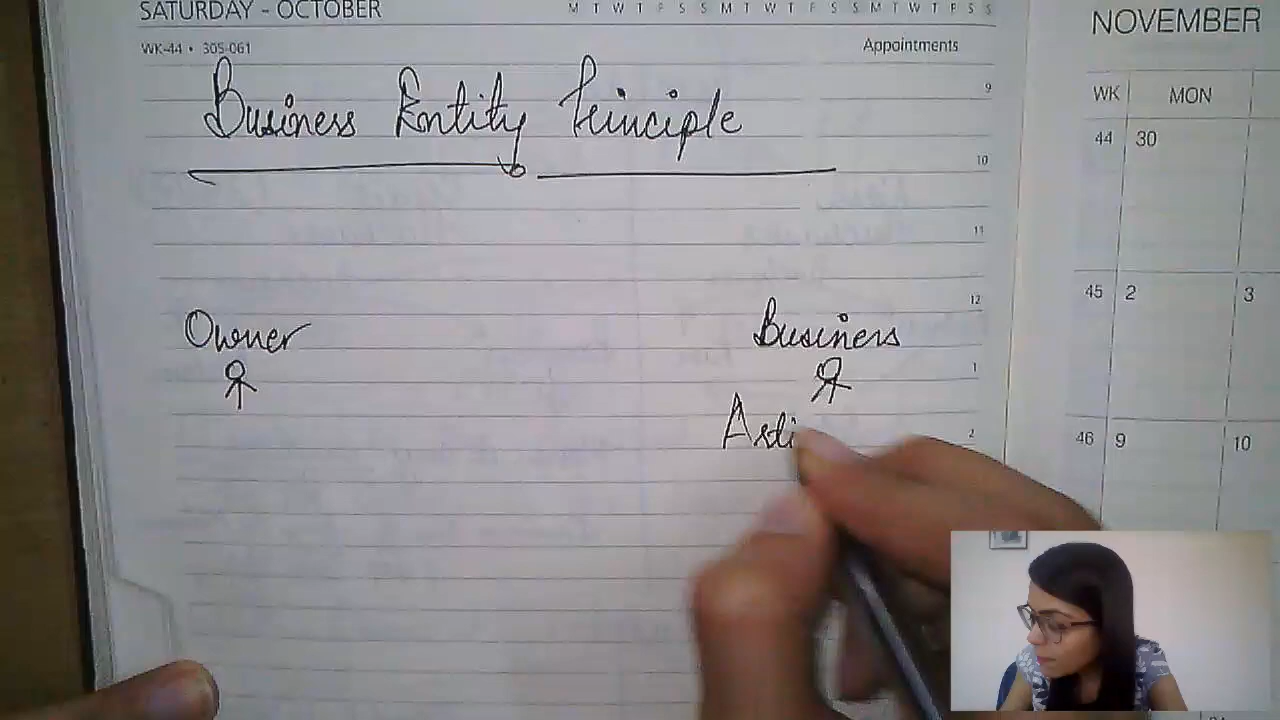 SATURDAY - OCTOBER
M T W T F S S M T W T F S S M T W T F S S
WK-44 • 305-061
Appointments
Business Entity Principle
9
10
11
12
Owner
Business
1
2
NOVEMBER
WK MON
44 30
45 2 3
46 9 10